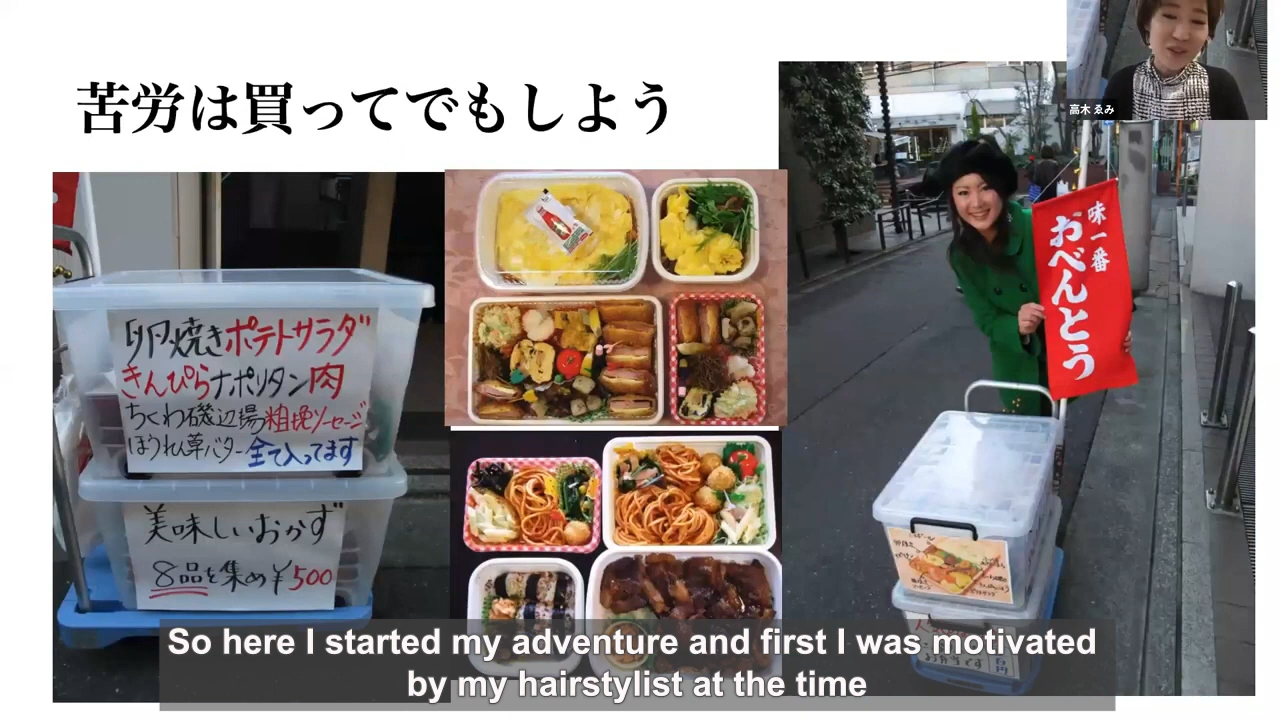 苦労は買ってでもしよう
高木 ゑみ
卵焼きポテトサラダ
きんぴらナポリタン肉
ちくわ磯辺揚粗挽ソーセージ
ほうれん草バター全て入ってます
美味しいおかず
8品を集め¥500
味一番
おべんとう
So here I started my adventure and first I was motivated
by my hairstylist at the time